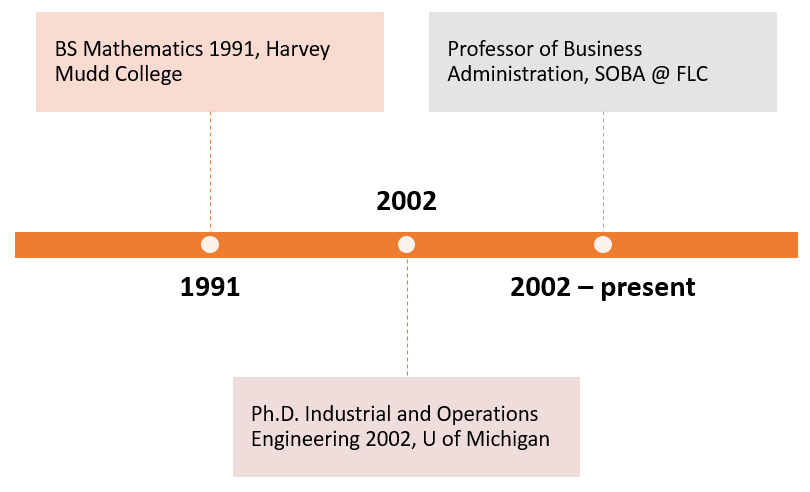 BS Mathematics 1991, Harvey
Mudd College
Professor of Business
Administration, SOBA @ FLC
2002
1991
2002 – present
Ph.D. Industrial and Operations
Engineering 2002, U of Michigan